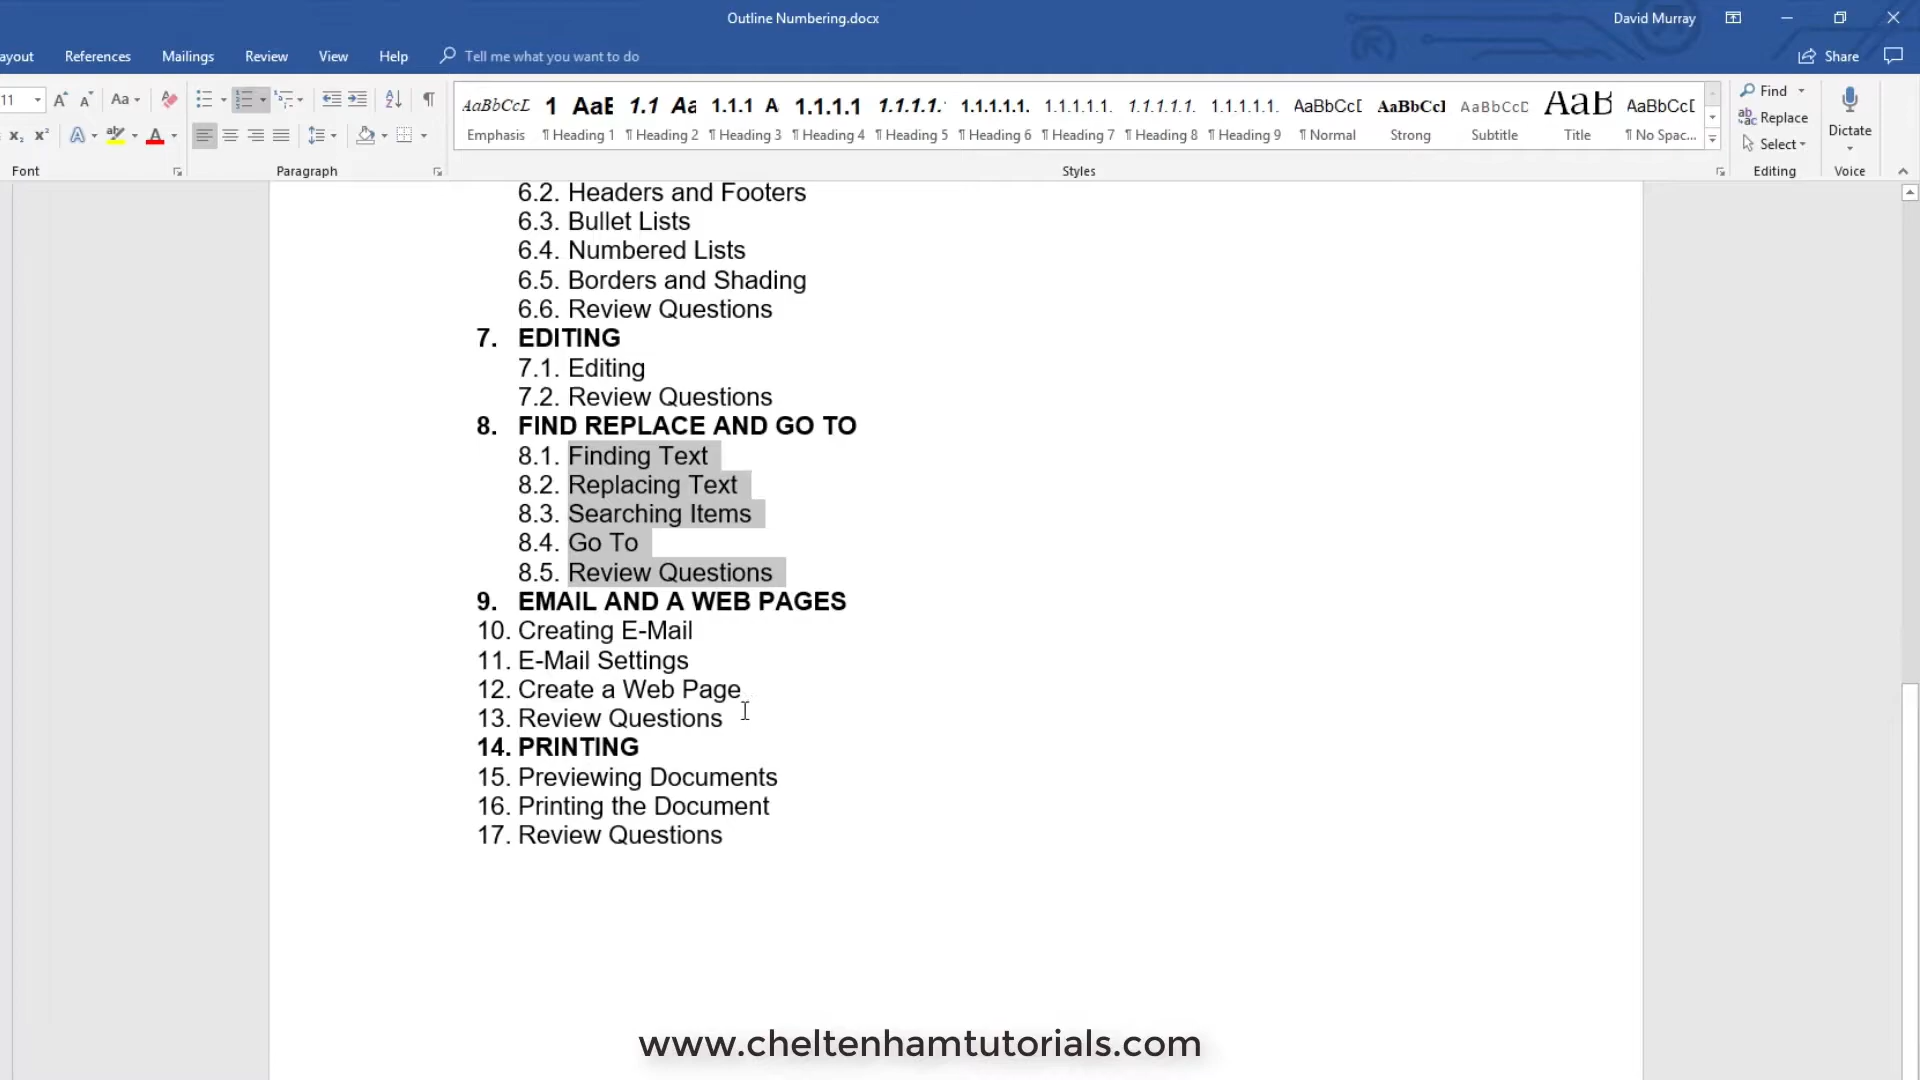 Outline Numbering.docx
David Murray
ayout References Mailings Review View Help Tell me what you want to do
Share
11 Aa
AaBbCcL 1 AaE 1.1 Aa 1.1.1 A 1.1.1.1 1.1.1.1. 1.1.1.1.1. 1.1.1.1.1. 1.1.1.1.1. 1.1.1.1.1. AaBbCcI AaBbCcI AaBbCcD AaB AaBbCcI
Emphasis ¶ Heading 1 ¶ Heading 2 ¶ Heading 3 ¶ Heading 4 ¶ Heading 5 ¶ Heading 6 ¶ Heading 7 ¶ Heading 8 ¶ Heading 9 ¶ Normal Strong Subtitle Title ¶ No Spac...
Find
Replace
Select
Dictate
Font Paragraph Styles Editing Voice
6.2. Headers and Footers
6.3. Bullet Lists
6.4. Numbered Lists
6.5. Borders and Shading
6.6. Review Questions
7. EDITING
7.1. Editing
7.2. Review Questions
8. FIND REPLACE AND GO TO
8.1. Finding Text
8.2. Replacing Text
8.3. Searching Items
8.4. Go To
8.5. Review Questions
9. EMAIL AND A WEB PAGES
10. Creating E-Mail
11. E-Mail Settings
12. Create a Web Page
13. Review Questions
14. PRINTING
15. Previewing Documents
16. Printing the Document
17. Review Questions
www.cheltenhamtutorials.com